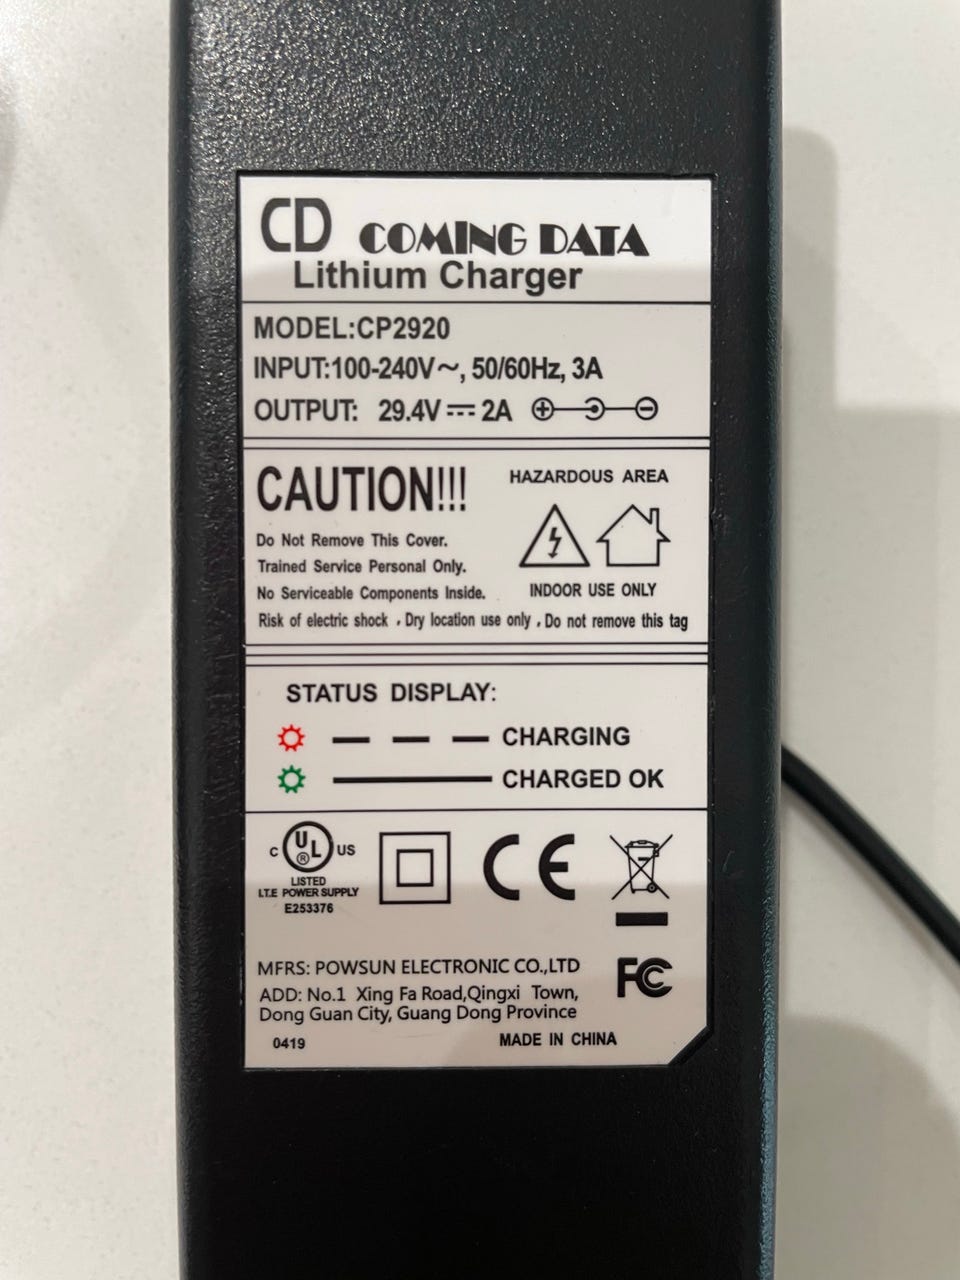 CD COMING DATA
Lithium Charger
MODEL:CP2920
INPUT:100-240V～, 50/60Hz, 3A
OUTPUT: 29.4V⎓2A
CAUTION!!!
Do Not Remove This Cover.
Trained Service Personal Only.
No Serviceable Components Inside.
HAZARDOUS AREA
INDOOR USE ONLY
Risk of electric shock , Dry location use only , Do not remove this tag
STATUS DISPLAY:
CHARGING
CHARGED OK
C UL ® US
LISTED
I.T.E POWER SUPPLY
E253376
CE
MFRS: POWSUN ELECTRONIC CO.,LTD
FC
ADD: No.1 Xing Fa Road,Qingxi Town,
Dong Guan City, Guang Dong Province
0419
MADE IN CHINA